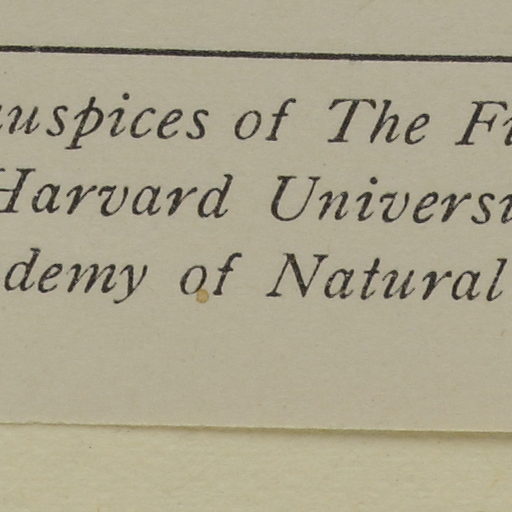 auspices of The Fi
Harvard Universi
demy of Natural